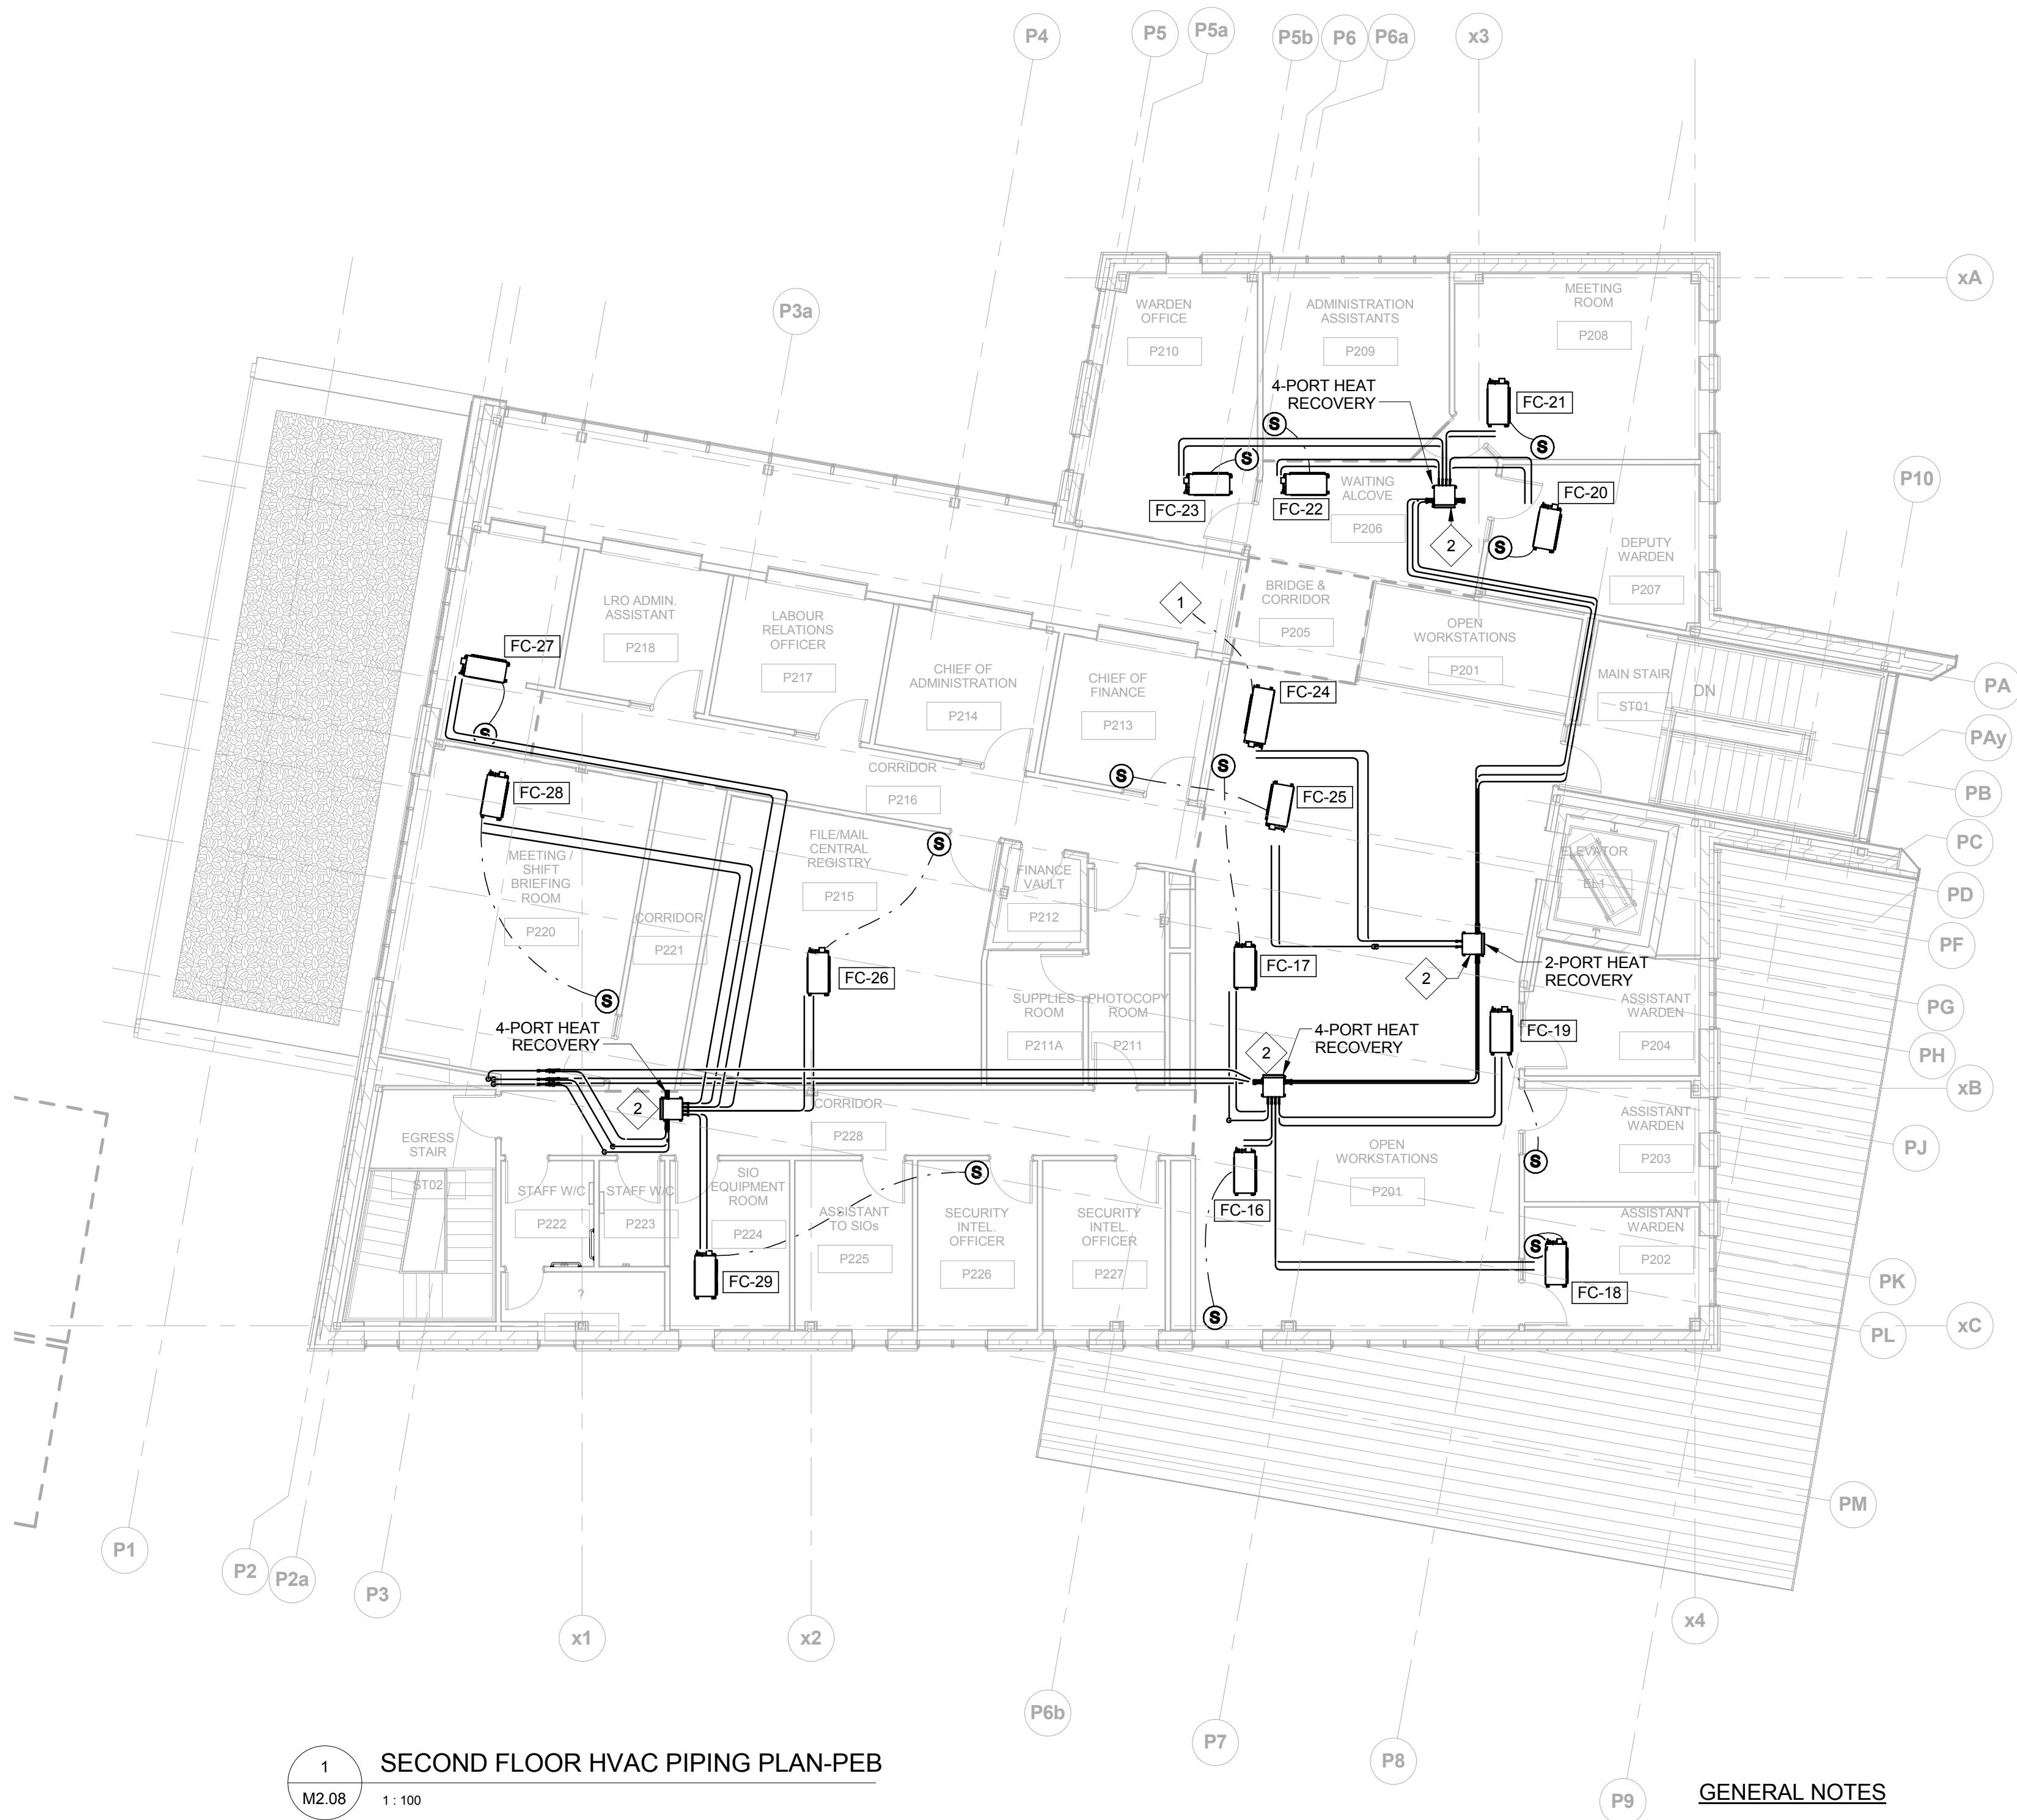 P4
P5
P5a
P5b
P6
P6a
x3
xA
P3a
WARDEN
OFFICE
P210
ADMINISTRATION
ASSISTANTS
P209
MEETING
ROOM
P208
4-PORT HEAT
RECOVERY
FC-21
S
S
S
WAITING
ALCOVE
P206
FC-23
FC-22
FC-20
S
2
P10
DEPUTY
WARDEN
P207
1
BRIDGE &
CORRIDOR
P205
OPEN
WORKSTATIONS
P201
LRO ADMIN.
ASSISTANT
P218
LABOUR
RELATIONS
OFFICER
P217
CHIEF OF
ADMINISTRATION
P214
CHIEF OF
FINANCE
P213
FC-27
S
FC-24
MAIN STAIR
ST01
DN
PA
PAy
PB
PC
PD
PF
PG
PH
xB
PJ
PK
PL
xC
PM
FC-28
CORRIDOR
P216
S
S
FC-25
FILE/MAIL
CENTRAL
REGISTRY
P215
S
MEETING /
SHIFT
BRIEFING
ROOM
P220
CORRIDOR
P221
FINANCE
VAULT
P212
ELEVATOR
EL1
FC-26
FC-17
2
2-PORT HEAT
RECOVERY
S
SUPPLIES
ROOM
P211A
PHOTOCOPY
ROOM
P211
ASSISTANT
WARDEN
P204
FC-19
4-PORT HEAT
RECOVERY
4-PORT HEAT
RECOVERY
2
2
CORRIDOR
P228
EGRESS
STAIR
ST02
STAFF W/C
P222
STAFF W/C
P223
SIO
EQUIPMENT
ROOM
P224
ASSISTANT
TO SIOs
P225
S
SECURITY
INTEL.
OFFICER
P226
SECURITY
INTEL.
OFFICER
P227
OPEN
WORKSTATIONS
P201
ASSISTANT
WARDEN
P203
S
FC-16
ASSISTANT
WARDEN
P202
S
FC-18
FC-29
?
S
P1
P2
P2a
P3
x1
x2
P6b
P7
P8
P9
x4
1
M2.08
SECOND FLOOR HVAC PIPING PLAN-PEB
1 : 100
GENERAL NOTES